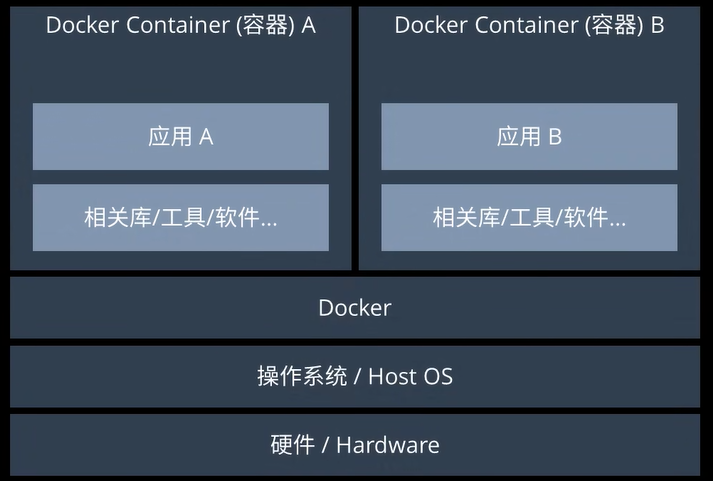 Docker Container (容器) A
Docker Container (容器) B
应用 A
应用 B
相关库/工具/软件...
相关库/工具/软件...
Docker
操作系统 / Host OS
硬件 / Hardware